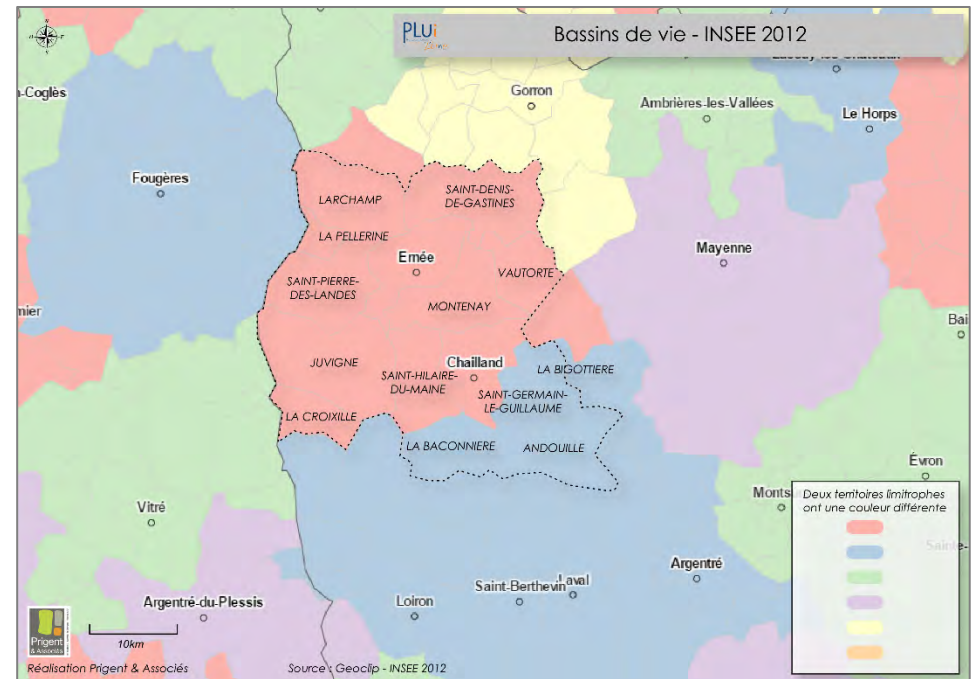 PLUi
Bassins de vie - INSEE 2012
n-Coglès
Gorron
Ambrières-les-Vallées
Le Horps
Fougères
LARCHAMP
SAINT-DENIS-
DE-GASTINES
LA PELLERINE
Ernée
Mayenne
VAUTORTE
SAINT-PIERRE-
DES-LANDES
MONTENAY
mier
Bai
JUVIGNE
Chailland
LA BIGOTTIERE
SAINT-HILAIRE-
DU-MAINE
SAINT-GERMAIN-
LE-GUILLAUME
LA CROIXILLE
LA BACONNIERE
ANDOUILLE
Évron
Monts
Deux territoires limitrophes
ont une couleur différente
Vitré
Sainte-
Argentré
Saint-Berthevin
Laval
Argentré-du-Plessis
Loiron
Prigent
& Associés
10km
Réalisation Prigent & Associés
Source : Geoclip - INSEE 2012